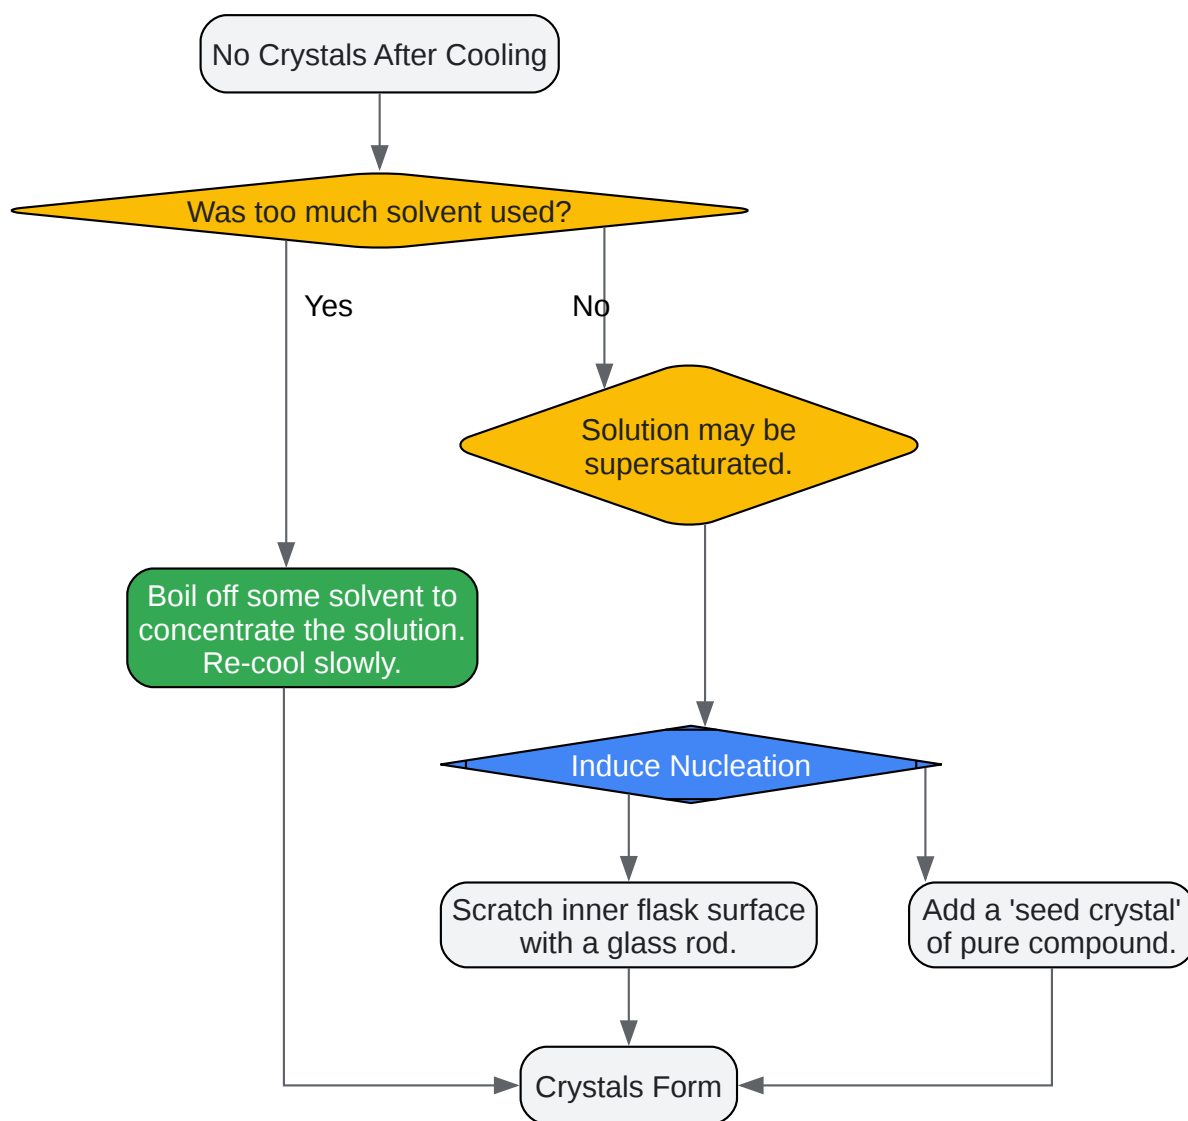 No Crystals After Cooling
Was too much solvent used?
Yes
No
Solution may be
supersaturated.
Boil off some solvent to
concentrate the solution.
Re-cool slowly.
Induce Nucleation
Scratch inner flask surface
with a glass rod.
Add a 'seed crystal'
of pure compound.
Crystals Form